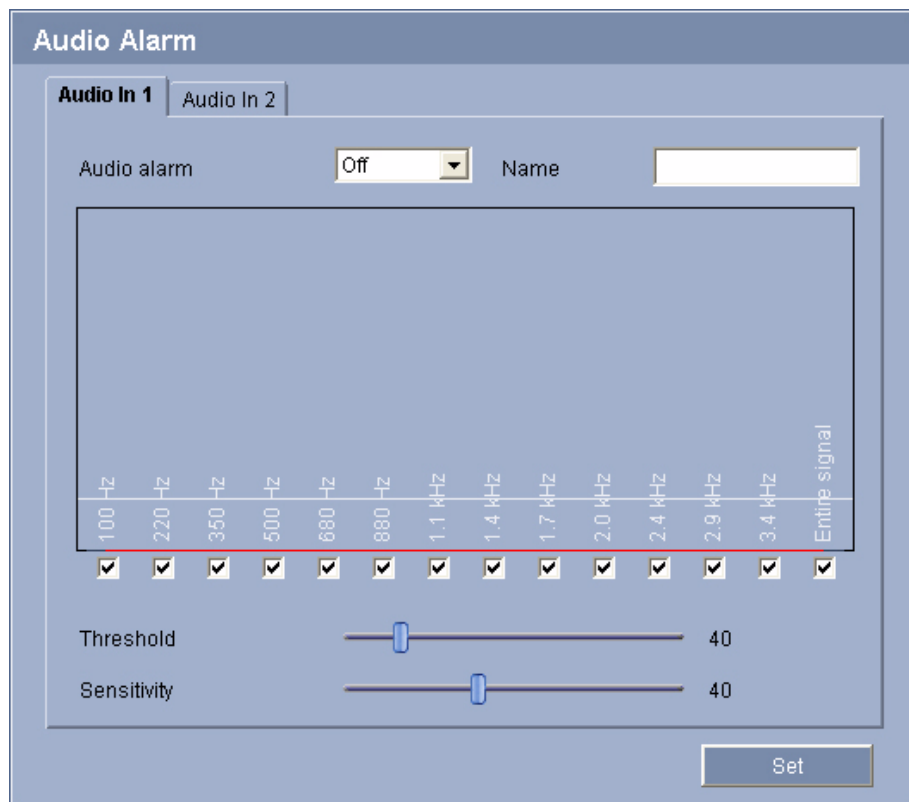 Audio Alarm
Audio In 1
Audio In 2
Audio alarm
Off
Name
100 Hz
220 Hz
350 Hz
500 Hz
680 Hz
880 Hz
1.1 kHz
1.4 kHz
1.7 kHz
2.0 kHz
2.4 kHz
2.9 kHz
3.4 kHz
Entire signal
Threshold
40
Sensitivity
40
Set